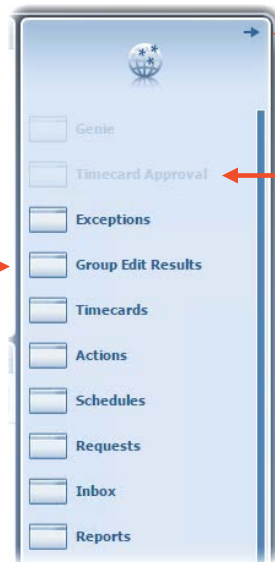 Genie
Timecard Approval
Exceptions
Group Edit Results
Timecards
Actions
Schedules
Requests
Inbox
Reports